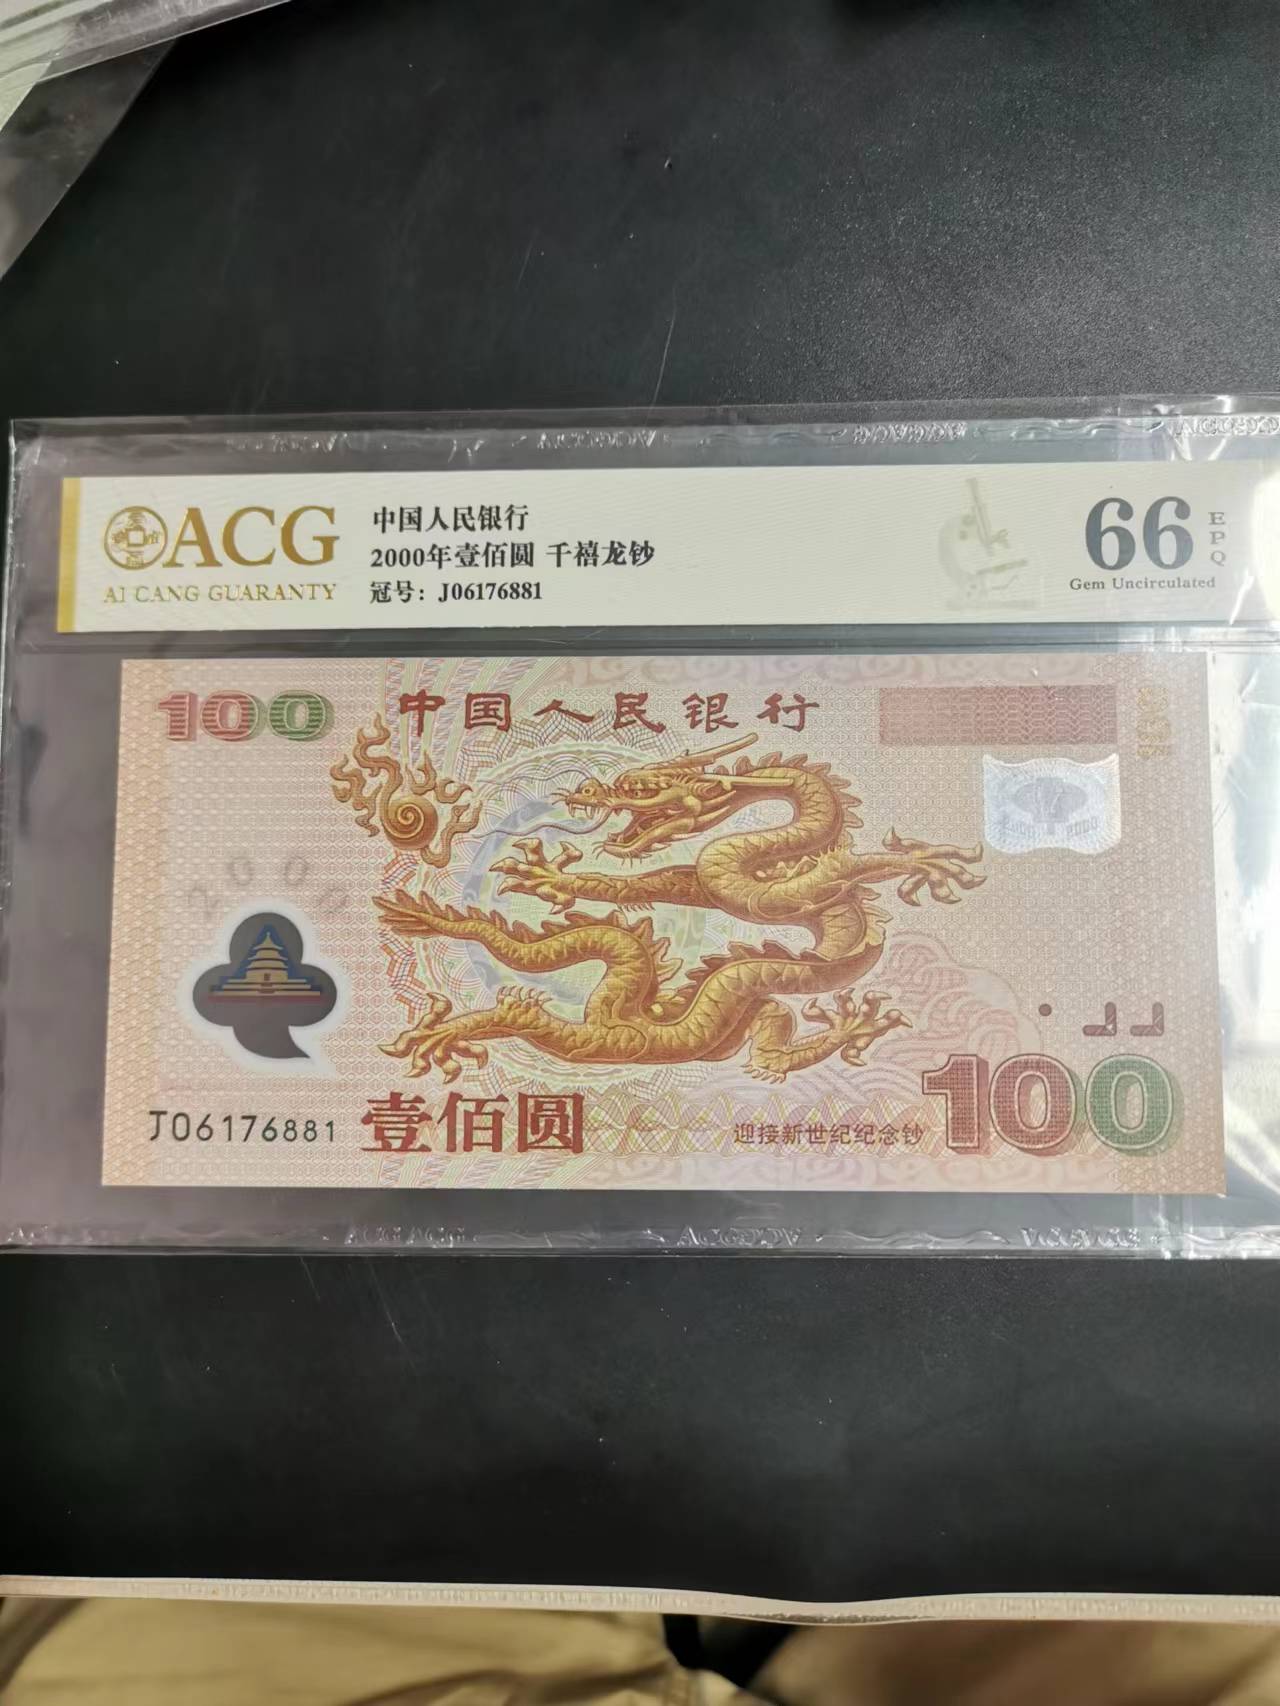 ACG
AI CANG GUARANTY
中国人民银行
2000年壹佰圆 千禧龙钞
冠号：J06176881
66
EPQ
Gem Uncirculated
100
中国人民银行
2000
J06176881
壹佰圆
迎接新世纪纪念钞
100